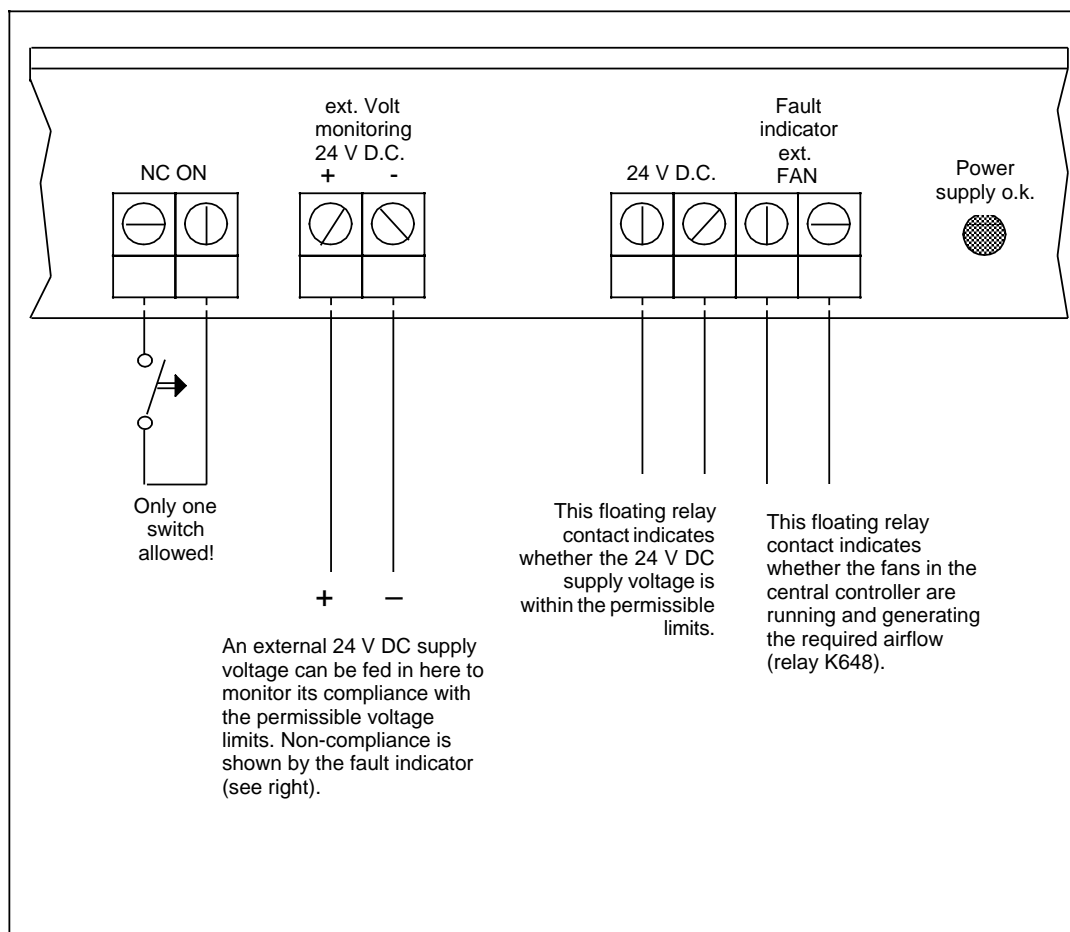 ext. Volt
monitoring
24 V D.C.
+ -
NC ON
Fault
indicator
ext.
FAN
24 V D.C.
Power
supply o.k.
Only one
switch
allowed!
+ –
An external 24 V DC supply
voltage can be fed in here to
monitor its compliance with
the permissible voltage
limits. Non-compliance is
shown by the fault indicator
(see right).
This floating relay
contact indicates
whether the 24 V DC
supply voltage is
within the permissible
limits.
This floating relay
contact indicates
whether the fans in the
central controller are
running and generating
the required airflow
(relay K648).